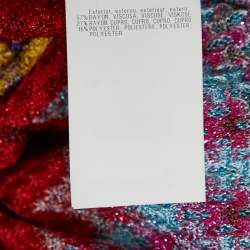 Exterior, externo, exterieur, estero,
57% RAYON, VISCOSA, VISCOSE, VISKOSE,
27% RAYON CUPRO, CUPRO, CUPRO, CUPRO
16% POLYESTER, POLIESTERE, POLYESTER,
POLYESTER